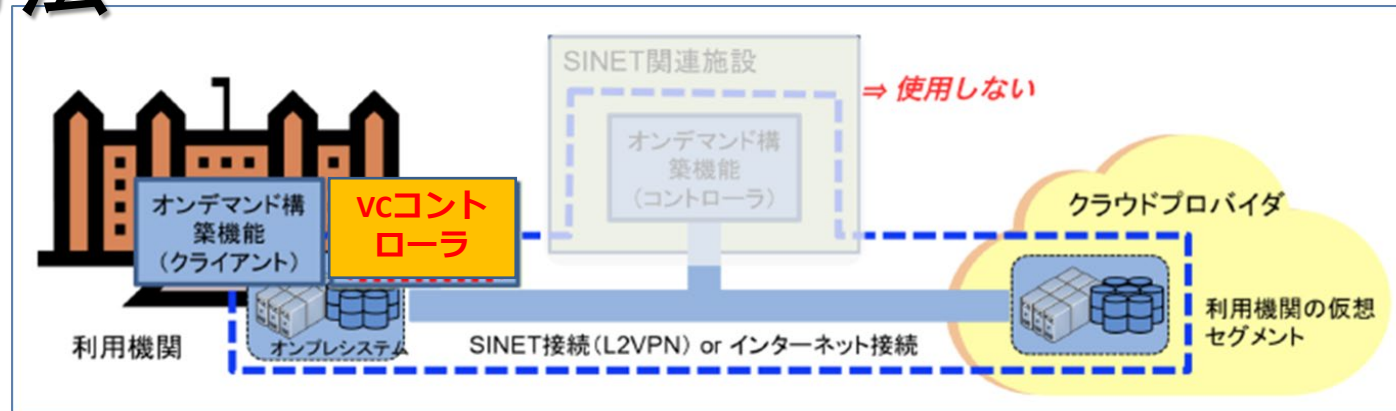 法
SINET関連施設
⇒ 使用しない
オンデマンド構
築機能
(コントローラ)
クラウドプロバイダ
オンデマンド構
築機能
(クライアント)
VCコント
ローラ
利用機関
オンプレシステム
SINET接続(L2VPN) or インターネット接続
利用機関の仮想
セグメント